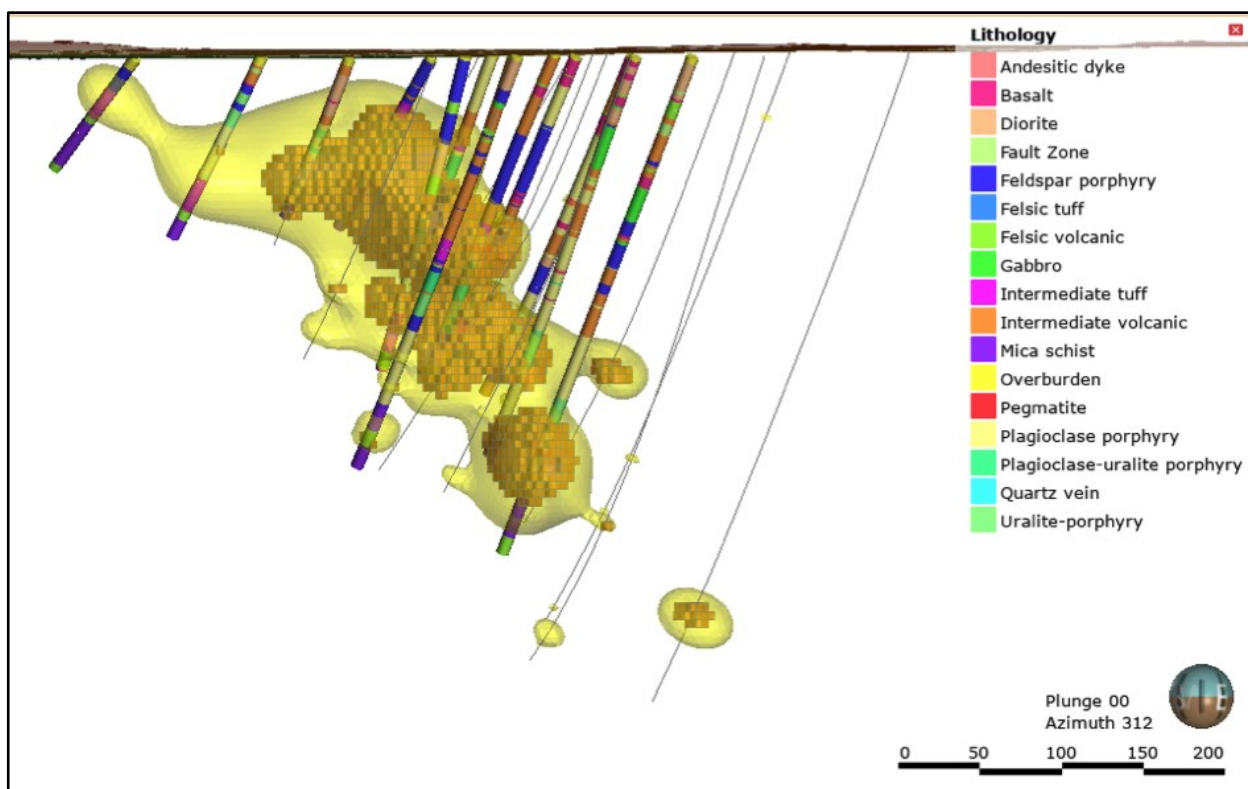 Lithology
Andesitic dyke
Basalt
Diorite
Fault Zone
Feldspar porphyry
Felsic tuff
Felsic volcanic
Gabbro
Intermediate tuff
Intermediate volcanic
Mica schist
Overburden
Pegmatite
Plagioclase porphyry
Plagioclase-uralite porphyry
Quartz vein
Uralite-porphyry
Plunge 00
Azimuth 312
E
0 50 100 150 200